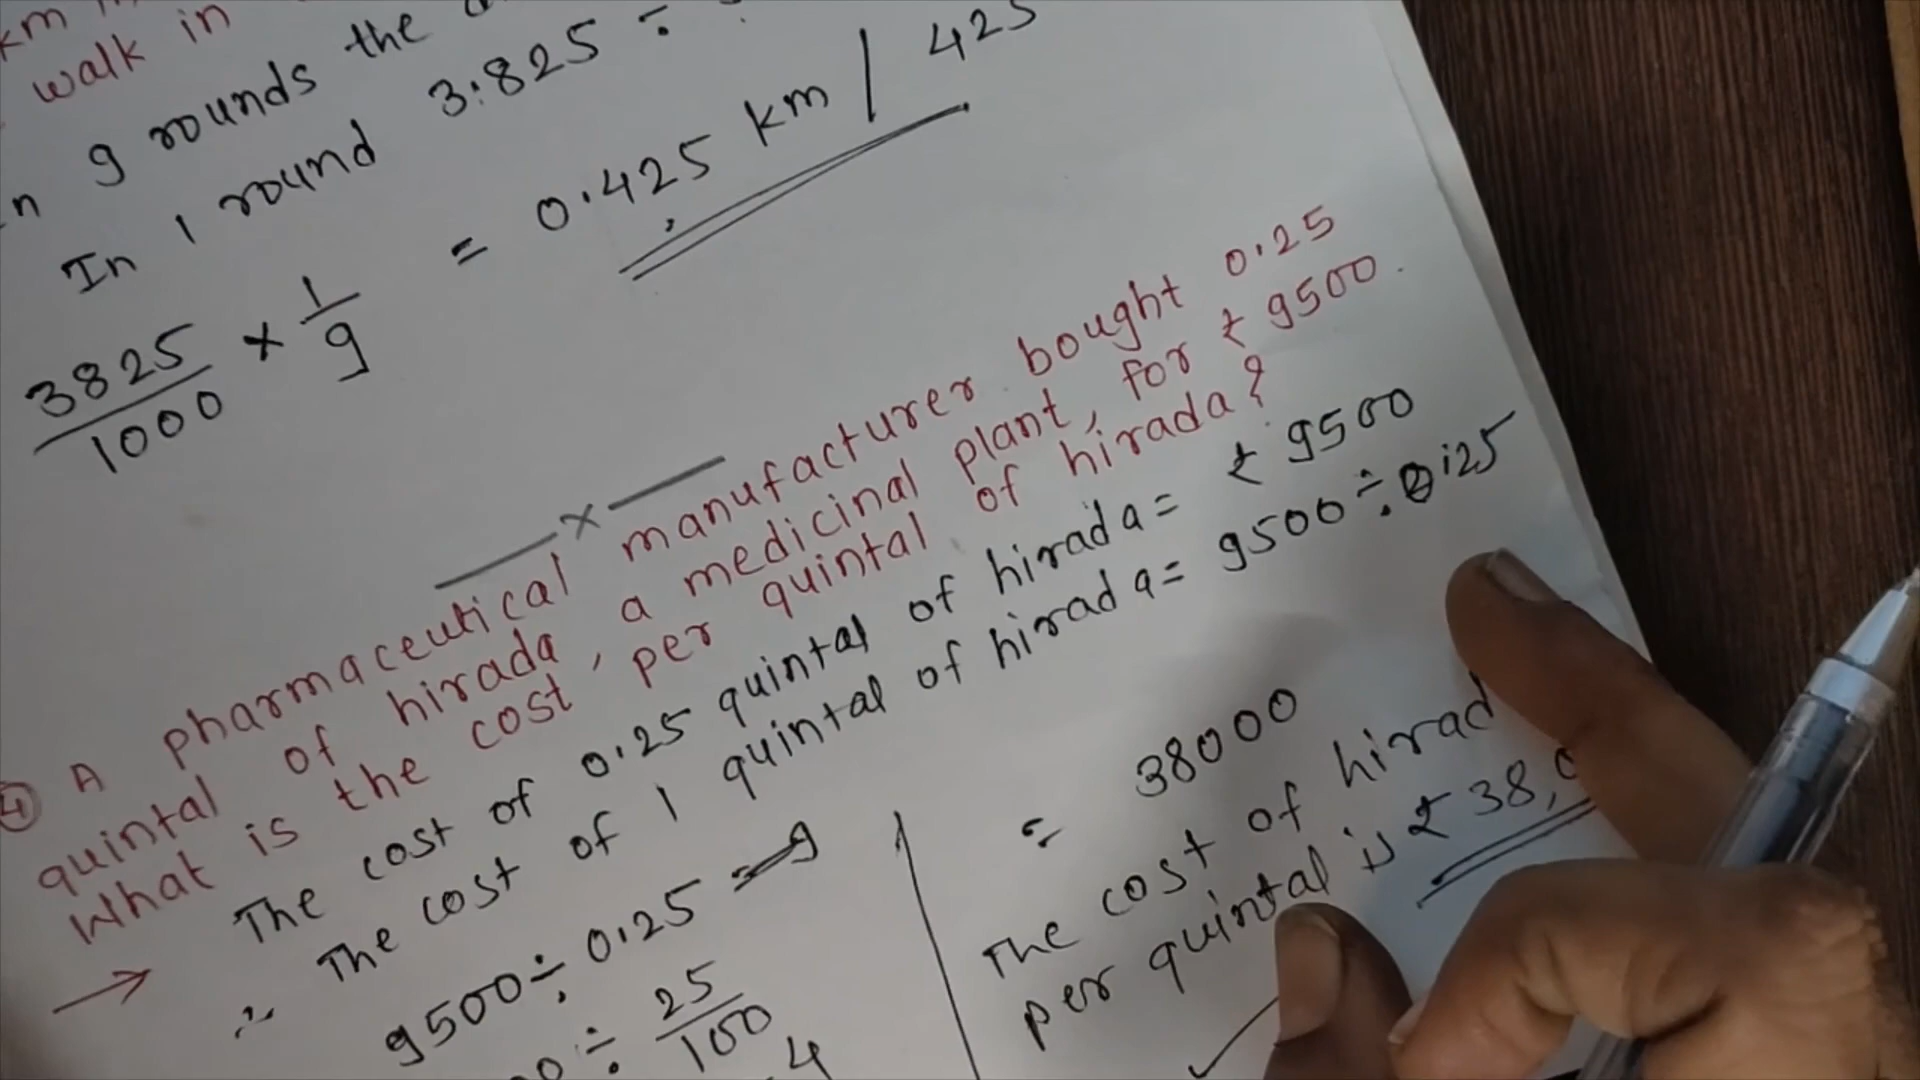 km
walk in
n 9 rounds the
In 1 round 3.825 ÷
3825/1000 × 1/9 = 0.425 km / 425
× 
④ A pharmaceutical manufacturer bought 0.25
quintal of hirada, a medicinal plant, for ₹ 9500.
What is the cost, per quintal of hirada?
→ The cost of 0.25 quintal of hirada = ₹ 9500
∴ The cost of 1 quintal of hirada = 9500 ÷ 0.25
9500 ÷ 0.25
÷ 25/100
4
= 38000
The cost of hirad
per quintal is ₹ 38,